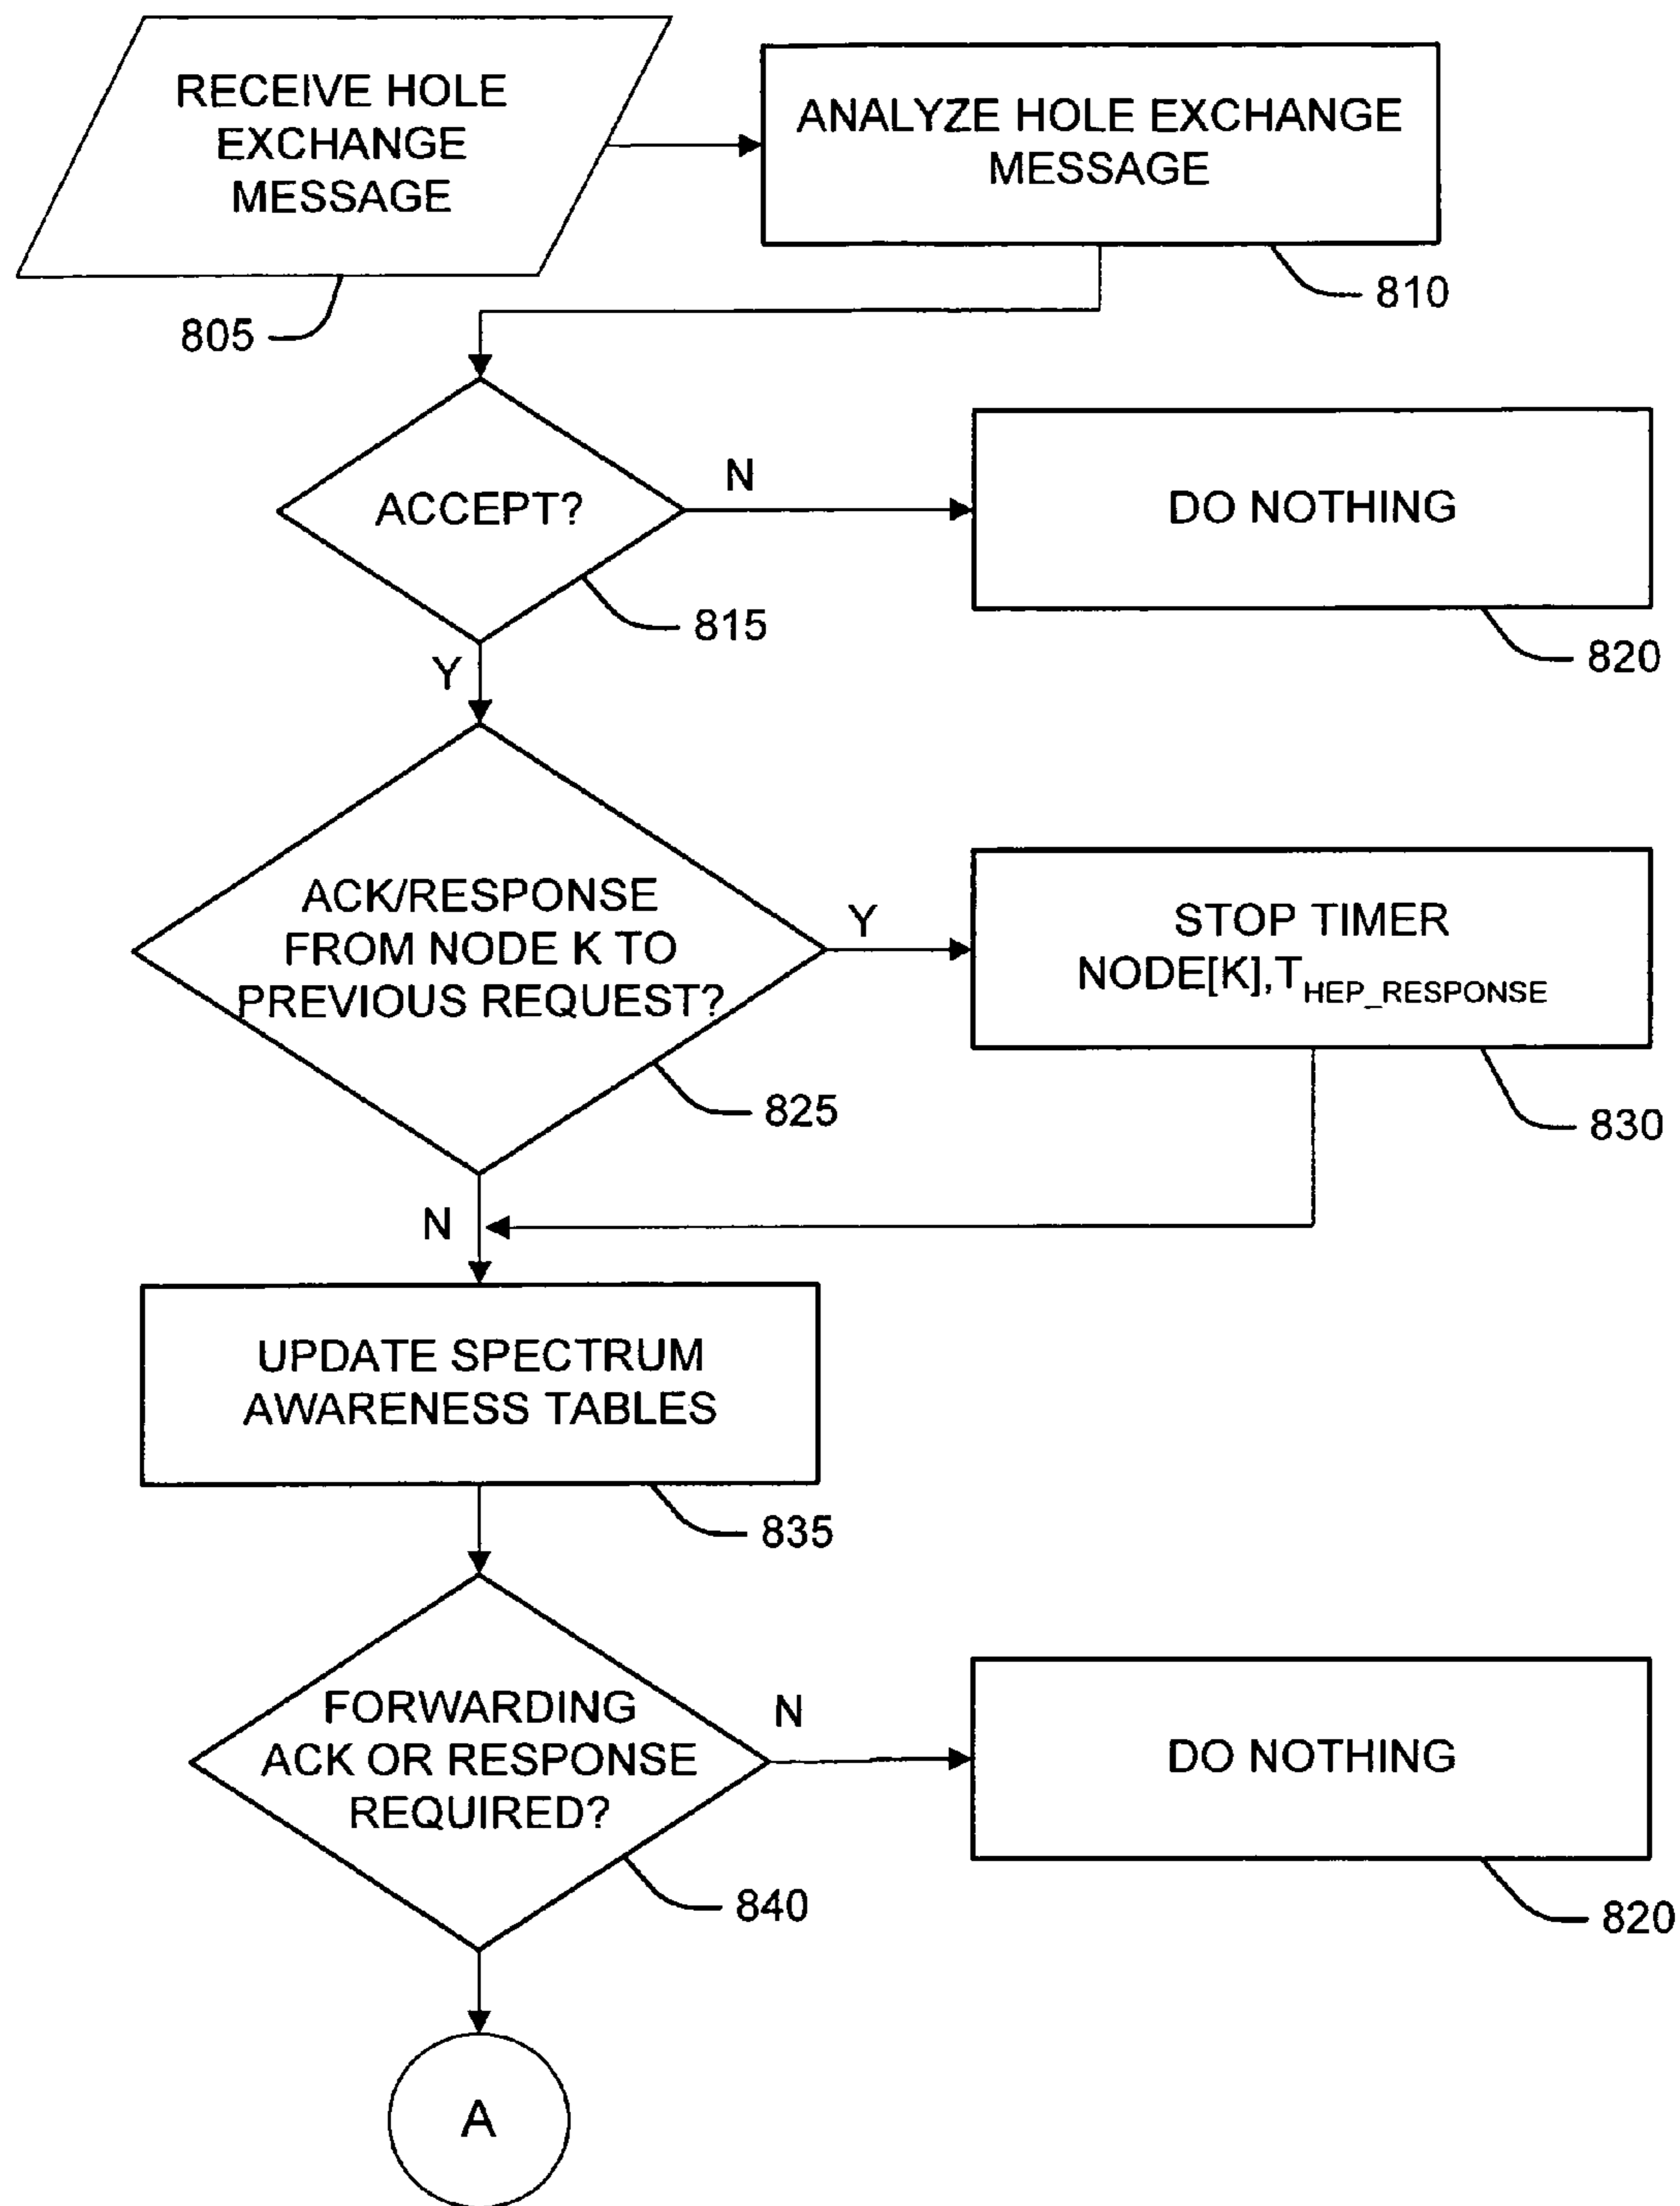 RECEIVE HOLE
EXCHANGE
MESSAGE
805
ANALYZE HOLE EXCHANGE
MESSAGE
810
ACCEPT?
815
N
DO NOTHING
820
Y
ACK/RESPONSE
FROM NODE K TO
PREVIOUS REQUEST?
825
Y
STOP TIMER
NODE[K],THEP_RESPONSE
830
N
UPDATE SPECTRUM
AWARENESS TABLES
835
FORWARDING
ACK OR RESPONSE
REQUIRED?
840
N
DO NOTHING
820
A